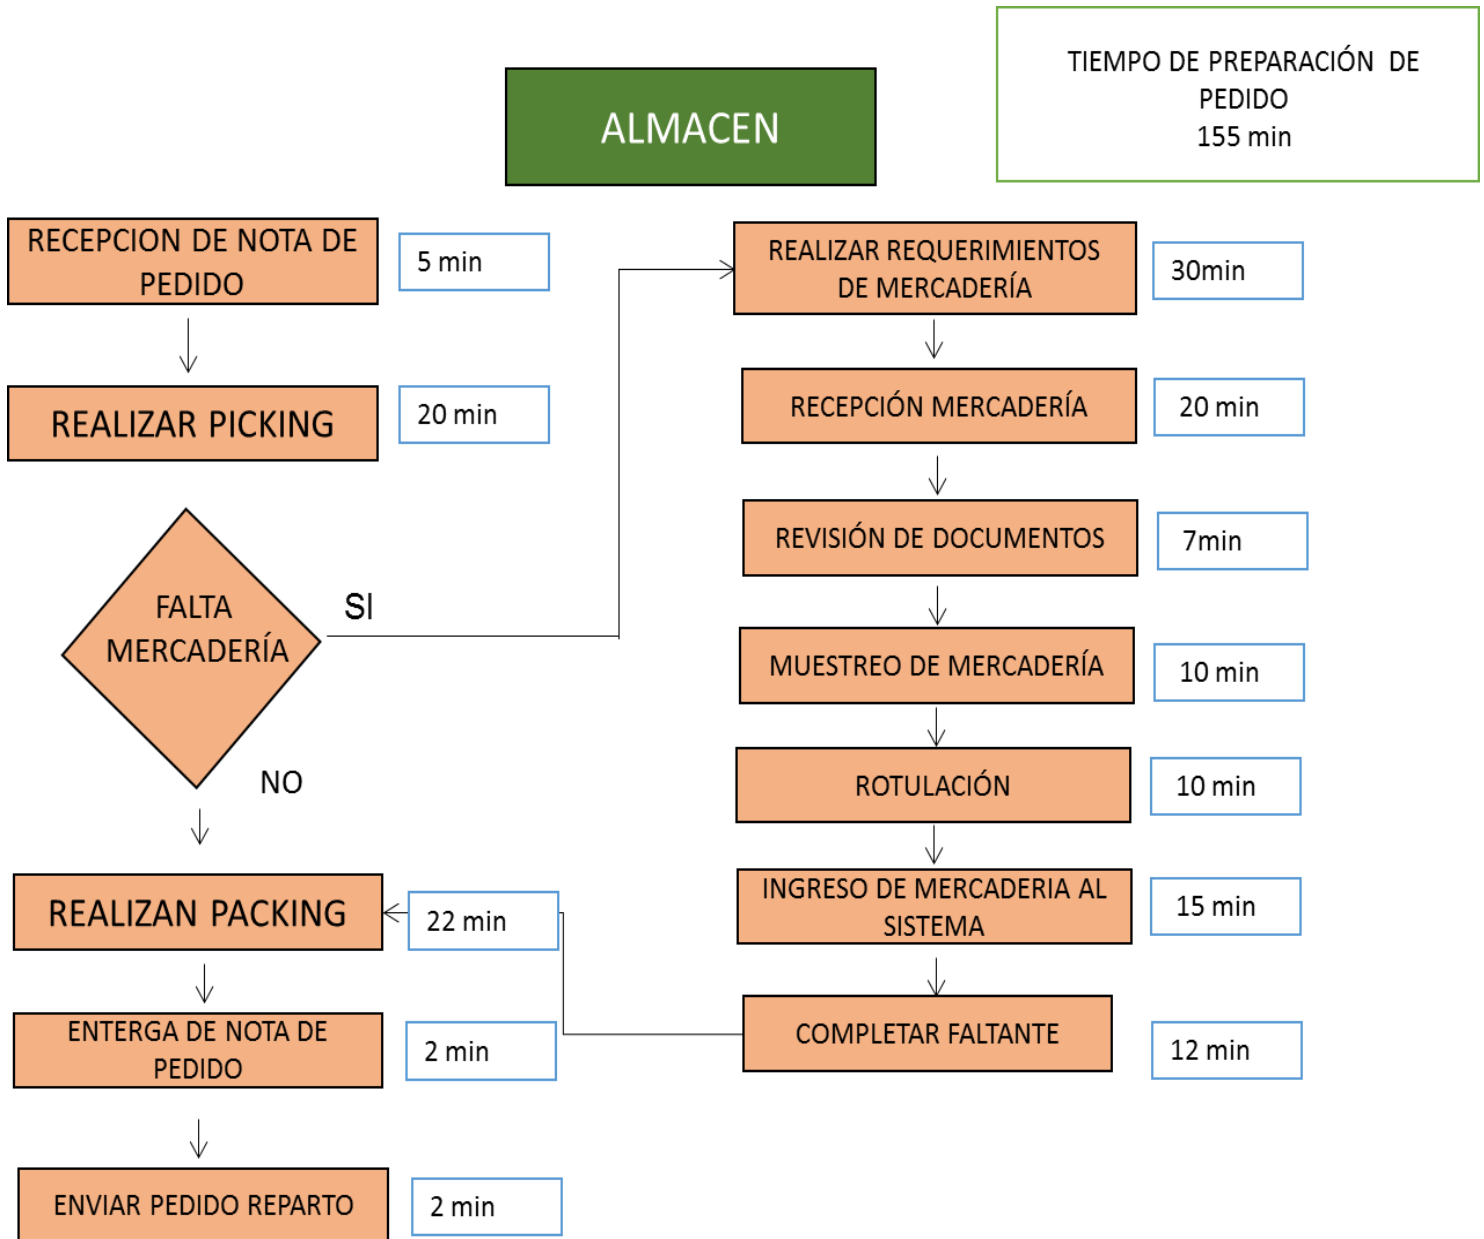 TIEMPO DE PREPARACIÓN DE
PEDIDO
155 min
ALMACEN
RECEPCION DE NOTA DE
PEDIDO
5 min
REALIZAR PICKING
20 min
FALTA
MERCADERÍA
SI
NO
REALIZAN PACKING
22 min
ENTERGA DE NOTA DE
PEDIDO
2 min
ENVIAR PEDIDO REPARTO
2 min
REALIZAR REQUERIMIENTOS
DE MERCADERÍA
30min
RECEPCIÓN MERCADERÍA
20 min
REVISIÓN DE DOCUMENTOS
7min
MUESTREO DE MERCADERÍA
10 min
ROTULACIÓN
10 min
INGRESO DE MERCADERIA AL
SISTEMA
15 min
COMPLETAR FALTANTE
12 min